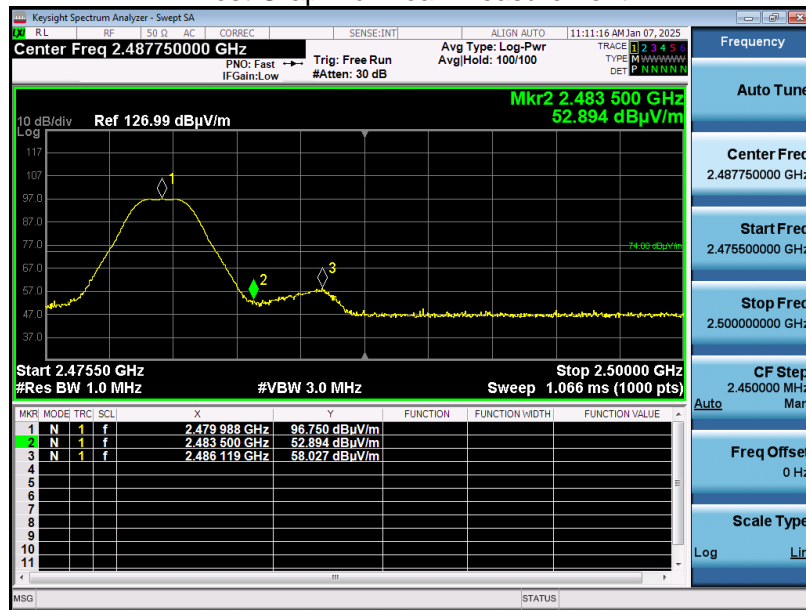 Keysight Spectrum Analyzer - Swept SA
RL RF 50 Ω AC CORREC SENSE:INT ALIGN AUTO 11:11:16 AM Jan 07, 2025
Center Freq 2.487750000 GHz
PNO: Fast
IFGain:Low
Trig: Free Run
#Atten: 30 dB
Avg Type: Log-Pwr
Avg|Hold: 100/100
TRACE 1 2 3 4 5 6
TYPE M W W W W W
DET P N N N N N
Mkr2 2.483 500 GHz
52.894 dBµV/m
10 dB/div Ref 126.99 dBµV/m
Log
117
107
97.0
87.0
77.0
67.0
57.0
47.0
37.0
1
2
3
74.00 dBµV/m
Start 2.47550 GHz Stop 2.50000 GHz
#Res BW 1.0 MHz #VBW 3.0 MHz Sweep 1.066 ms (1000 pts)
MKR MODE TRC SCL X Y FUNCTION FUNCTION WIDTH FUNCTION VALUE
1 N 1 f 2.479 988 GHz 96.750 dBµV/m
2 N 1 f 2.483 500 GHz 52.894 dBµV/m
3 N 1 f 2.486 119 GHz 58.027 dBµV/m
4
5
6
7
8
9
10
11
MSG STATUS
Frequency
Auto Tune
Center Freq
2.487750000 GHz
Start Freq
2.475500000 GHz
Stop Freq
2.500000000 GHz
CF Step
2.450000 MHz
Auto Man
Freq Offset
0 Hz
Scale Type
Log Lin